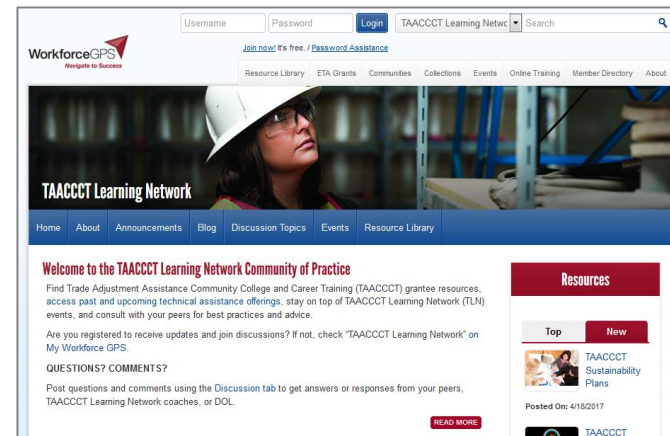 Username
Password
Login
TAACCCT Learning Netwc
Search
WorkforceGPS
Navigate to Success
Join now! It's free. / Password Assistance
Resource Library
ETA Grants
Communities
Collections
Events
Online Training
Member Directory
About
TAACCCT Learning Network
Home
About
Announcements
Blog
Discussion Topics
Events
Resource Library
Welcome to the TAACCCT Learning Network Community of Practice
Find Trade Adjustment Assistance Community College and Career Training (TAACCCT) grantee resources,
access past and upcoming technical assistance offerings, stay on top of TAACCCT Learning Network (TLN)
events, and consult with your peers for best practices and advice.
Are you registered to receive updates and join discussions? If not, check "TAACCCT Learning Network" on
My Workforce GPS.
QUESTIONS? COMMENTS?
Post questions and comments using the Discussion tab to get answers or responses from your peers,
TAACCCT Learning Network coaches, or DOL.
READ MORE
Resources
Top
New
TAACCCT
Sustainability
Plans
Posted On: 4/18/2017
TAACCCT